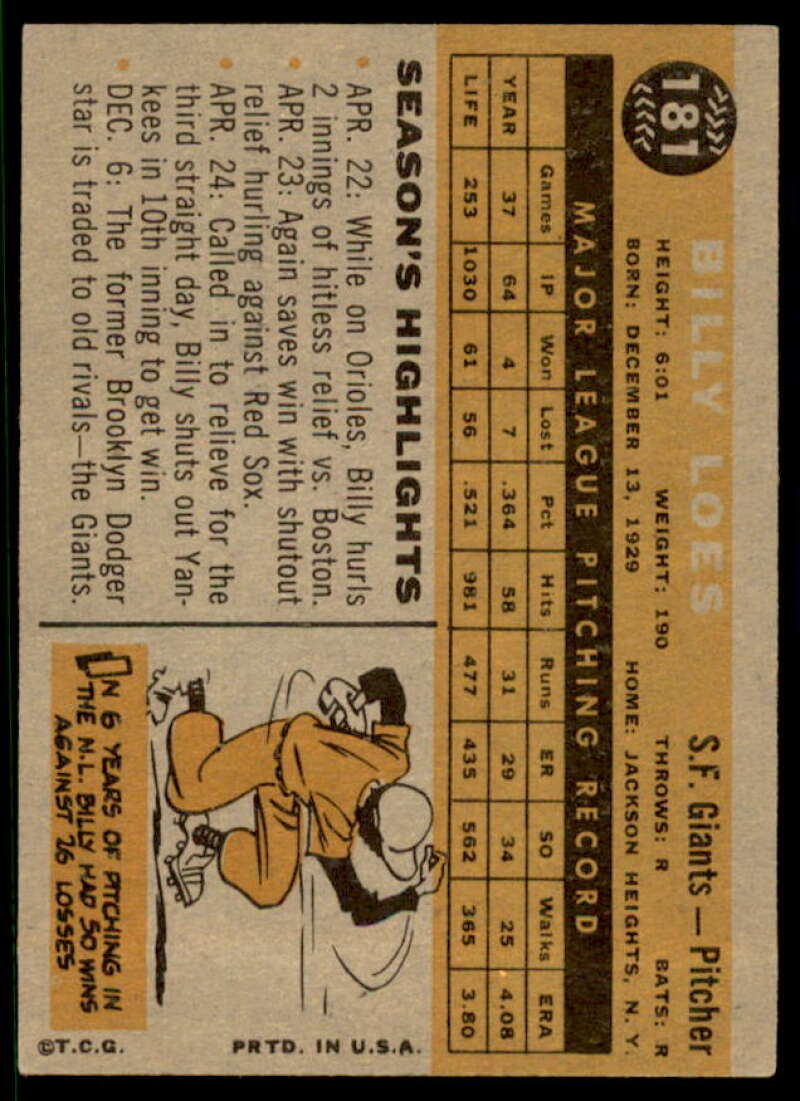 181
BILLY LOES
S.F. Giants — Pitcher
HEIGHT: 6:01 WEIGHT: 190 THROWS: R BATS: R
BORN: DECEMBER 13, 1929 HOME: JACKSON HEIGHTS, N. Y.
MAJOR LEAGUE PITCHING RECORD
Games IP Won Lost Pct Hits Runs ER SO Walks ERA
YEAR 37 64 4 7 .364 58 31 29 34 25 4.08
LIFE 253 1030 61 56 .521 981 477 435 562 365 3.80
SEASON'S HIGHLIGHTS
• APR. 22: While on Orioles, Billy hurls
2 innings of hitless relief vs. Boston.
• APR. 23: Again saves win with shutout
relief hurling against Red Sox.
• APR. 24: Called in to relieve for the
third straight day, Billy shuts out Yan-
kees in 10th inning to get win.
• DEC. 6: The former Brooklyn Dodger
star is traded to old rivals—the Giants.
IN 6 YEARS OF PITCHING IN
THE N.L. BILLY HAD 50 WINS
AGAINST 26 LOSSES
©T.C.G. PRTD. IN U.S.A.